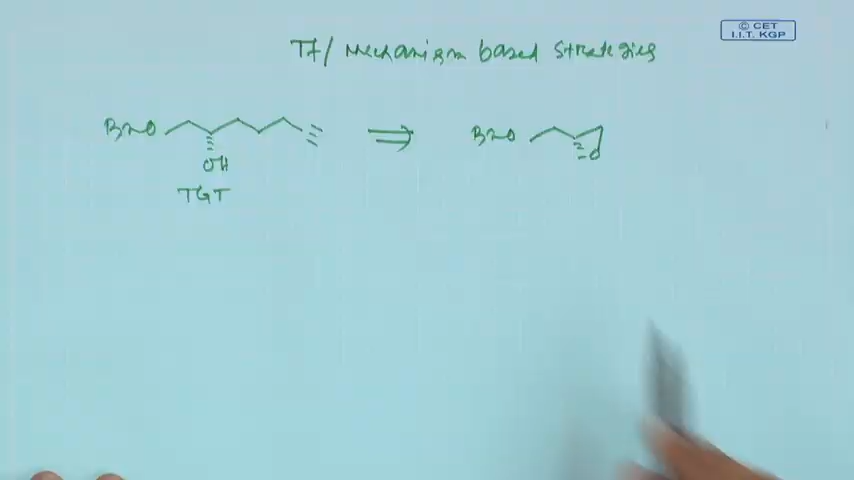 © CET
I.I.T. KGP
Tf/ Mechanism based strategies
BnO
BnO
O
OH
TGT